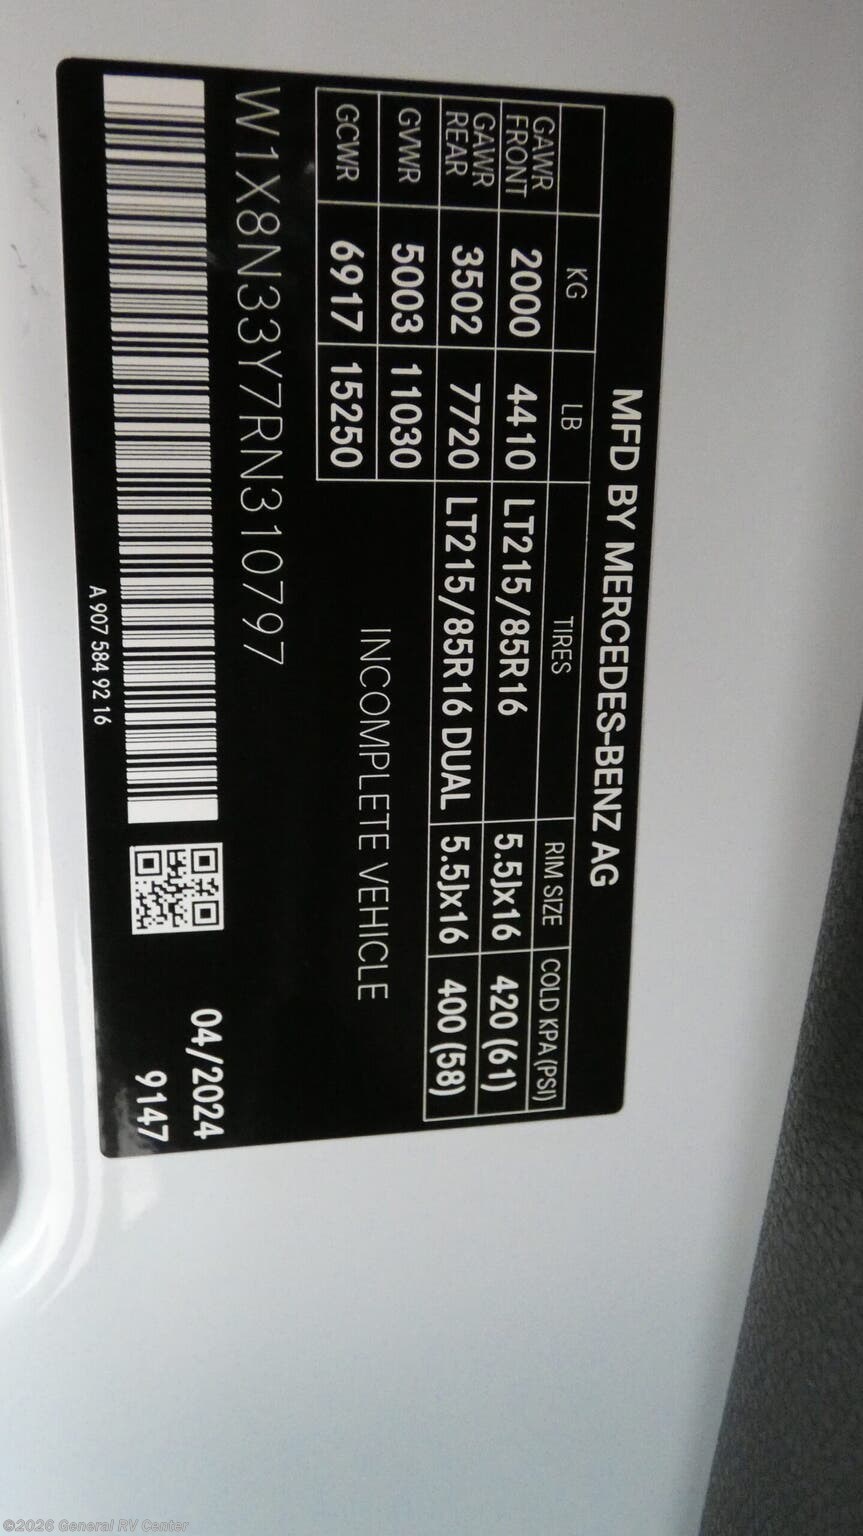 MFD BY MERCEDES-BENZ AG
KG LB TIRES RIM SIZE COLD KPA (PSI)
GAWR FRONT 2000 4410 LT215/85R16 5.5Jx16 420 (61)
GAWR REAR 3502 7720 LT215/85R16 DUAL 5.5Jx16 400 (58)
GVWR 5003 11030
INCOMPLETE VEHICLE
GCWR 6917 15250
W1X8N33Y7RN310797
04/2024
9147
A 907 584 92 16
©2026 General RV Center